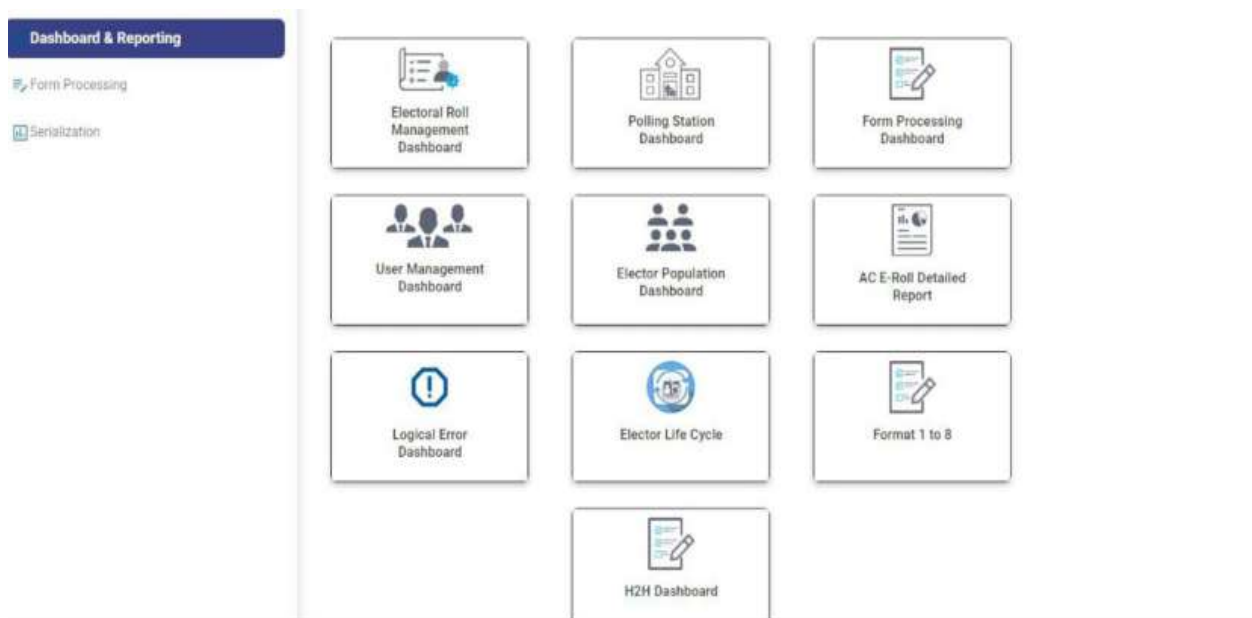 Dashboard & Reporting
Form Processing
Serialization
Electoral Roll
Management
Dashboard
Polling Station
Dashboard
Form Processing
Dashboard
User Management
Dashboard
Elector Population
Dashboard
AC E-Roll Detailed
Report
Logical Error
Dashboard
Elector Life Cycle
Format 1 to 8
H2H Dashboard